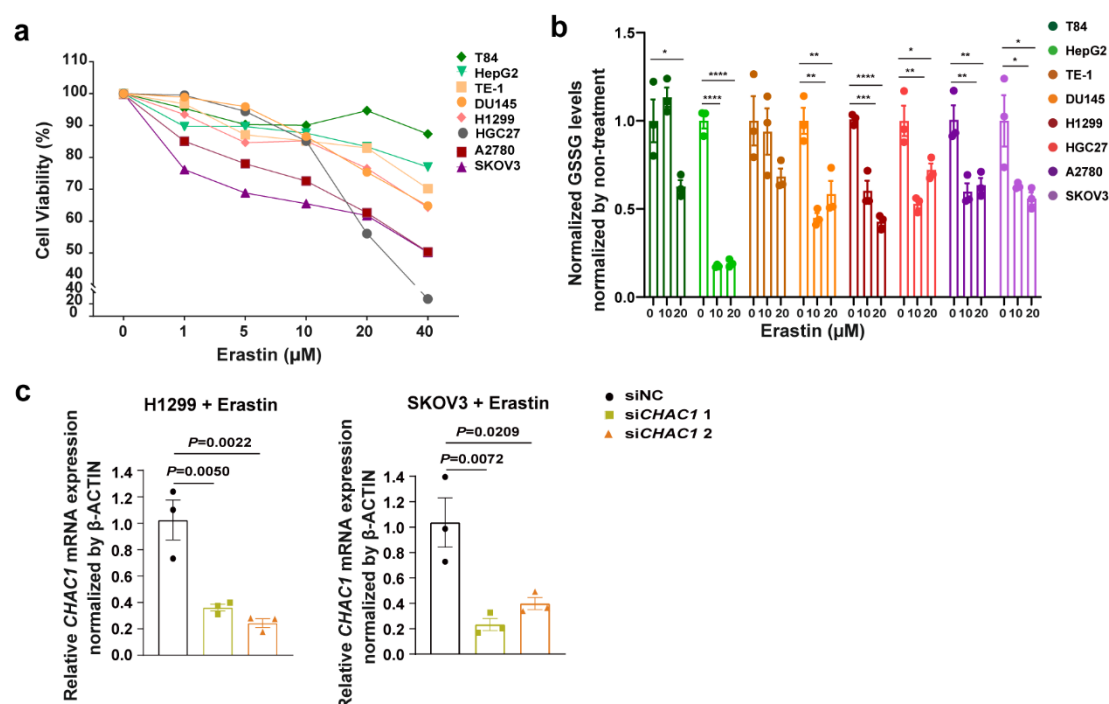 a
Cell Viability (%)
110
100
90
80
70
60
50
40
40
20
0
0 1 5 10 20 40
Erastin (μM)
T84
HepG2
TE-1
DU145
H1299
HGC27
A2780
SKOV3
b
Normalized GSSG levels
normalized by non-treatment
1.5
1.0
0.5
0.0
* **** **** ** ** **** *** * ** ** ** * *
0 10 20 0 10 20 0 10 20 0 10 20 0 10 20 0 10 20 0 10 20 0 10 20
Erastin (μM)
T84
HepG2
TE-1
DU145
H1299
HGC27
A2780
SKOV3
c
H1299 + Erastin
Relative CHAC1 mRNA expression
normalized by β-ACTIN
P=0.0022
P=0.0050
1.4
1.2
1.0
0.8
0.6
0.4
0.2
0.0
SKOV3 + Erastin
Relative CHAC1 mRNA expression
normalized by β-ACTIN
P=0.0209
P=0.0072
1.4
1.2
1.0
0.8
0.6
0.4
0.2
0.0
siNC
siCHAC1 1
siCHAC1 2